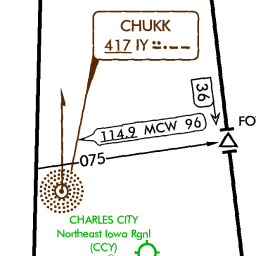 CHUKK
417 IY
36
FO
114.9 MCW 96
075
CHARLES CITY
Northeast Iowa Rgnl
(CCY)